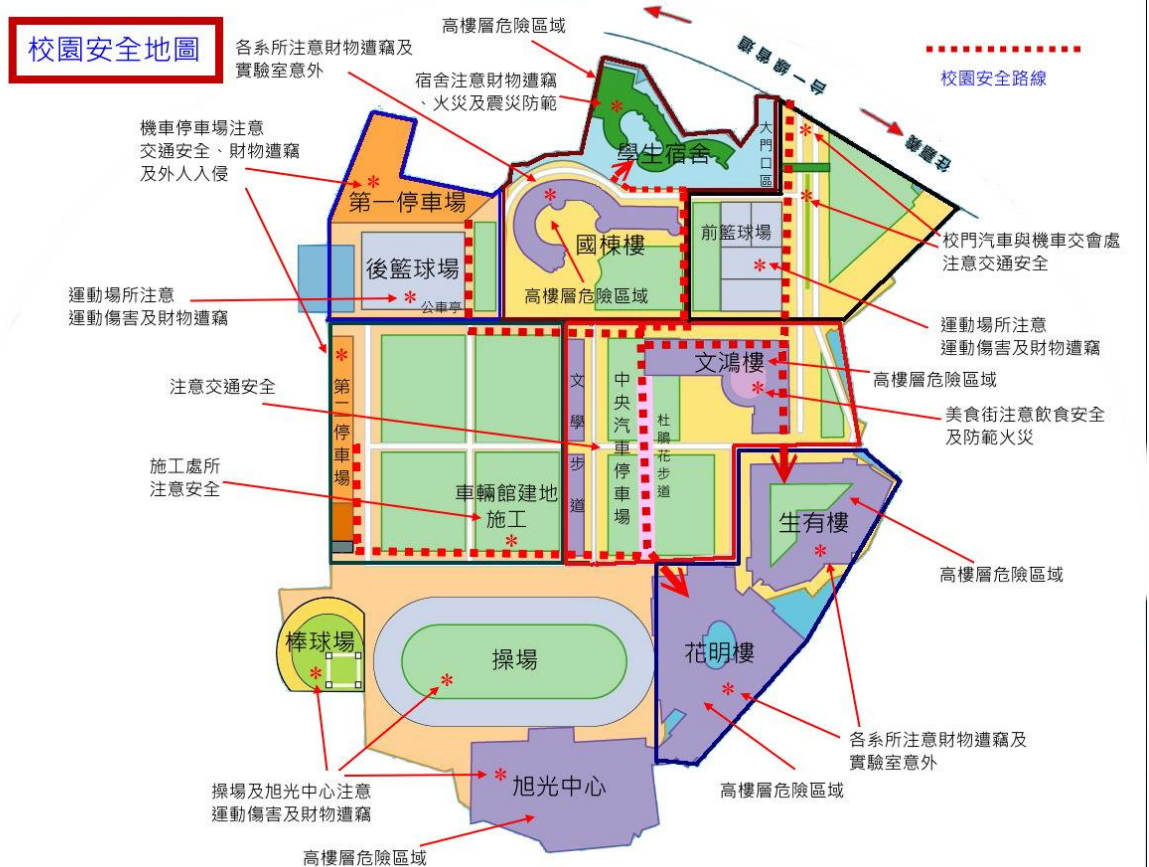 校園安全地圖
各系所注意財物遭竊及
實驗室意外
高樓層危險區域
宿舍注意財物遭竊
、火災及震災防範
台一線省道
往嘉義
校園安全路線
機車停車場注意
交通安全、財物遭竊
及外人入侵
學生宿舍
大門口區
第一停車場
國棟樓
前籃球場
校門汽車與機車交會處
注意交通安全
後籃球場
公車亭
高樓層危險區域
運動場所注意
運動傷害及財物遭竊
運動場所注意
運動傷害及財物遭竊
文鴻樓
高樓層危險區域
注意交通安全
第二停車場
文學步道
中央汽車停車場
杜鵑花步道
美食街注意飲食安全
及防範火災
施工處所
注意安全
車輛館建地
施工
生有樓
高樓層危險區域
棒球場
操場
花明樓
各系所注意財物遭竊及
實驗室意外
高樓層危險區域
操場及旭光中心注意
運動傷害及財物遭竊
旭光中心
高樓層危險區域